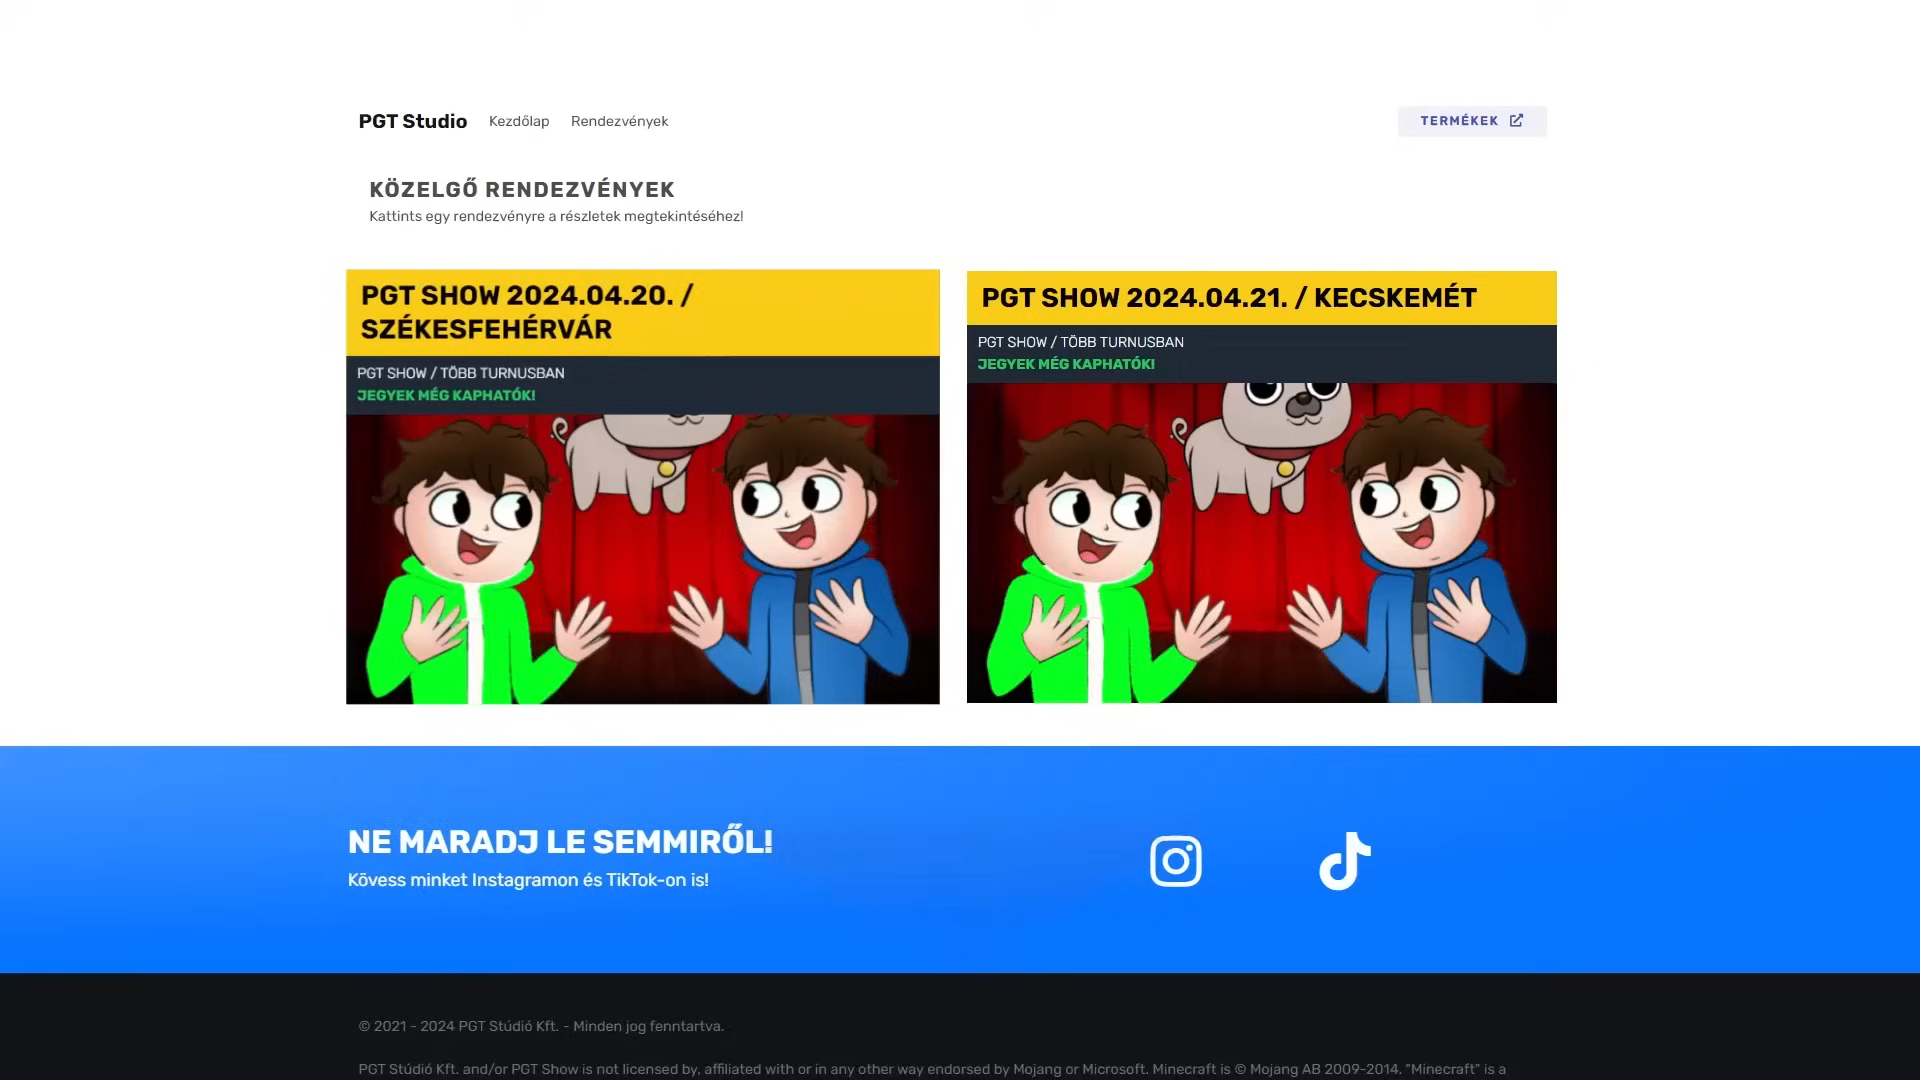 PGT Studio Kezdőlap Rendezvények TERMÉKEK
KÖZELGŐ RENDEZVÉNYEK
Kattints egy rendezvényre a részletek megtekintéséhez!
PGT SHOW 2024.04.20. /
SZÉKESFEHÉRVÁR
PGT SHOW / TÖBB TURNUSBAN
JEGYEK MÉG KAPHATÓK!
PGT SHOW 2024.04.21. / KECSKEMÉT
PGT SHOW / TÖBB TURNUSBAN
JEGYEK MÉG KAPHATÓK!
NE MARADJ LE SEMMIRŐL!
Kövess minket Instagramon és TikTok-on is!
© 2021 - 2024 PGT Stúdió Kft. - Minden jog fenntartva.
PGT Stúdió Kft. and/or PGT Show is not licensed by, affiliated with or in any other way endorsed by Mojang or Microsoft. Minecraft is © Mojang AB 2009-2014. "Minecraft" is a